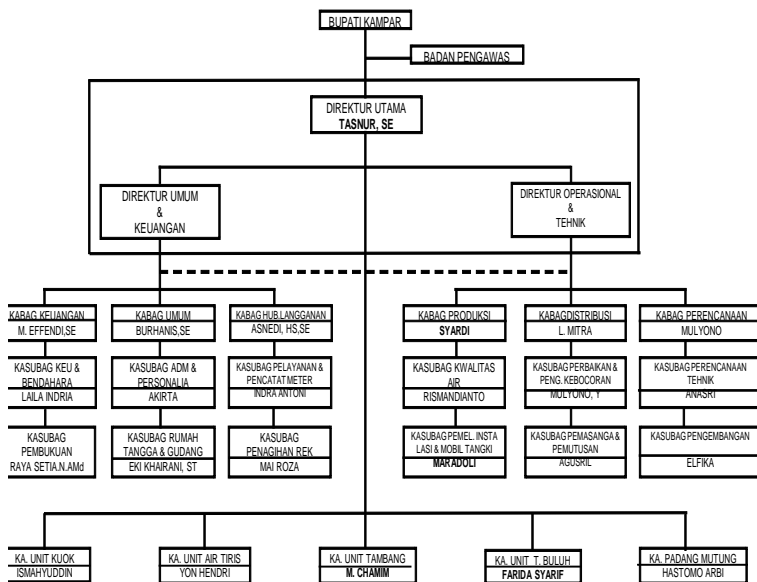 BUPATI KAMPAR
BADAN PENGAWAS
DIREKTUR UTAMA
TASNUR, SE
DIREKTUR UMUM
&
KEUANGAN
DIREKTUR OPERASIONAL
&
TEHNIK
KABAG KEUANGAN
M. EFFENDI,SE
KABAG UMUM
BURHANIS,SE
KABAG HUB.LANGGANAN
ASNEDI, HS,SE
KABAG PRODUKSI
SYARDI
KABAGDISTRIBUSI
L. MITRA
KABAG PERENCANAAN
MULYONO
KASUBAG KEU &
BENDAHARA
LAILA INDRIA
KASUBAG ADM &
PERSONALIA
AKIRTA
KASUBAG PELAYANAN &
PENCATAT METER
INDRA ANTONI
KASUBAG KWALITAS
AIR
RISMANDIANTO
KASUBAG PERBAIKAN &
PENG. KEBOCORAN
MULYONO, Y
KASUBAG PERENCANAAN
TEHNIK
ANASRI
KASUBAG
PEMBUKUAN
RAYA SETIA.N.AMd
KASUBAG RUMAH
TANGGA & GUDANG
EKI KHAIRANI, ST
KASUBAG
PENAGIHAN REK
MAI ROZA
KASUBAG PEMEL. INSTA
LASI & MOBIL TANGKI
MARADOLI
KASUBAG PEMASANGA &
PEMUTUSAN
AGUSRIL
KASUBAG PENGEMBANGAN
ELFIKA
KA. UNIT KUOK
ISMAHYUDDIN
KA. UNIT AIR TIRIS
YON HENDRI
KA. UNIT TAMBANG
M. CHAMIM
KA. UNIT T. BULUH
FARIDA SYARIF
KA. PADANG MUTUNG
HASTOMO ARBI